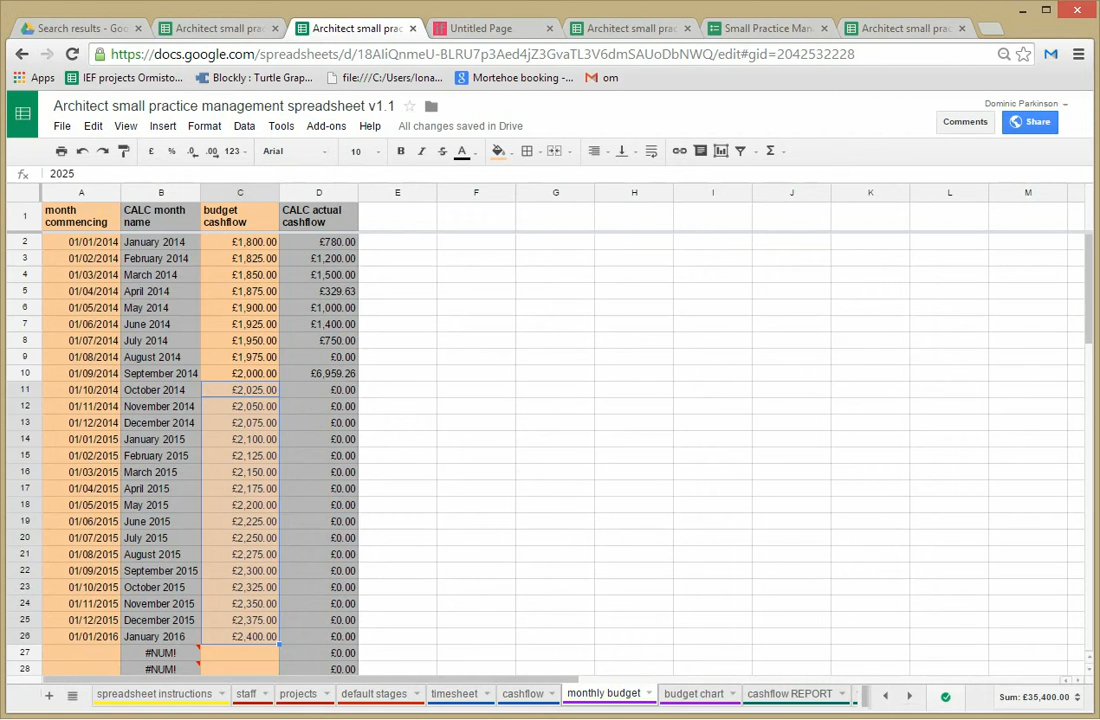 Search results - Goo
Architect small prac
Architect small prac
Untitled Page
Architect small prac
Small Practice Man
Architect small prac
https://docs.google.com/spreadsheets/d/18AliQnmeU-BLRU7p3Aed4jZ3GvaTL3V6dmSAUoDbNWQ/edit#gid=2042532228
Apps
IEF projects Ormisto...
Blockly : Turtle Grap...
file:///C:/Users/Iona...
Mortehoe booking -...
om
Architect small practice management spreadsheet v1.1
Dominic Parkinson
File Edit View Insert Format Data Tools Add-ons Help All changes saved in Drive
Comments
Share
£ % .0 .00 123 Arial 10 B I S A Σ
fx 2025
A B C D E F G H I J K L M
1 month commencing CALC month name budget cashflow CALC actual cashflow
2 01/01/2014 January 2014 £1,800.00 £780.00
3 01/02/2014 February 2014 £1,825.00 £1,200.00
4 01/03/2014 March 2014 £1,850.00 £1,500.00
5 01/04/2014 April 2014 £1,875.00 £329.63
6 01/05/2014 May 2014 £1,900.00 £1,000.00
7 01/06/2014 June 2014 £1,925.00 £1,400.00
8 01/07/2014 July 2014 £1,950.00 £750.00
9 01/08/2014 August 2014 £1,975.00 £0.00
10 01/09/2014 September 2014 £2,000.00 £6,959.26
11 01/10/2014 October 2014 £2,025.00 £0.00
12 01/11/2014 November 2014 £2,050.00 £0.00
13 01/12/2014 December 2014 £2,075.00 £0.00
14 01/01/2015 January 2015 £2,100.00 £0.00
15 01/02/2015 February 2015 £2,125.00 £0.00
16 01/03/2015 March 2015 £2,150.00 £0.00
17 01/04/2015 April 2015 £2,175.00 £0.00
18 01/05/2015 May 2015 £2,200.00 £0.00
19 01/06/2015 June 2015 £2,225.00 £0.00
20 01/07/2015 July 2015 £2,250.00 £0.00
21 01/08/2015 August 2015 £2,275.00 £0.00
22 01/09/2015 September 2015 £2,300.00 £0.00
23 01/10/2015 October 2015 £2,325.00 £0.00
24 01/11/2015 November 2015 £2,350.00 £0.00
25 01/12/2015 December 2015 £2,375.00 £0.00
26 01/01/2016 January 2016 £2,400.00 £0.00
27 #NUM! £0.00
28 #NUM! £0.00
spreadsheet instructions staff projects default stages timesheet cashflow monthly budget budget chart cashflow REPORT
Sum: £35,400.00